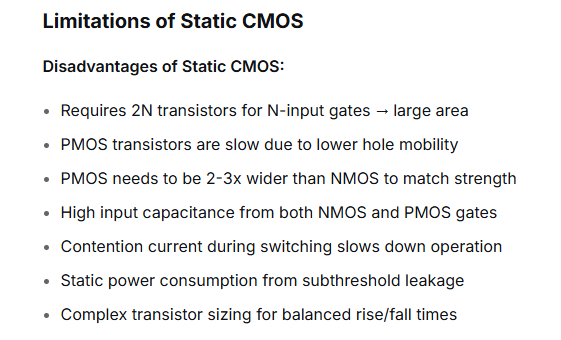 Limitations of Static CMOS
Disadvantages of Static CMOS:
• Requires 2N transistors for N-input gates → large area
• PMOS transistors are slow due to lower hole mobility
• PMOS needs to be 2-3x wider than NMOS to match strength
• High input capacitance from both NMOS and PMOS gates
• Contention current during switching slows down operation
• Static power consumption from subthreshold leakage
• Complex transistor sizing for balanced rise/fall times